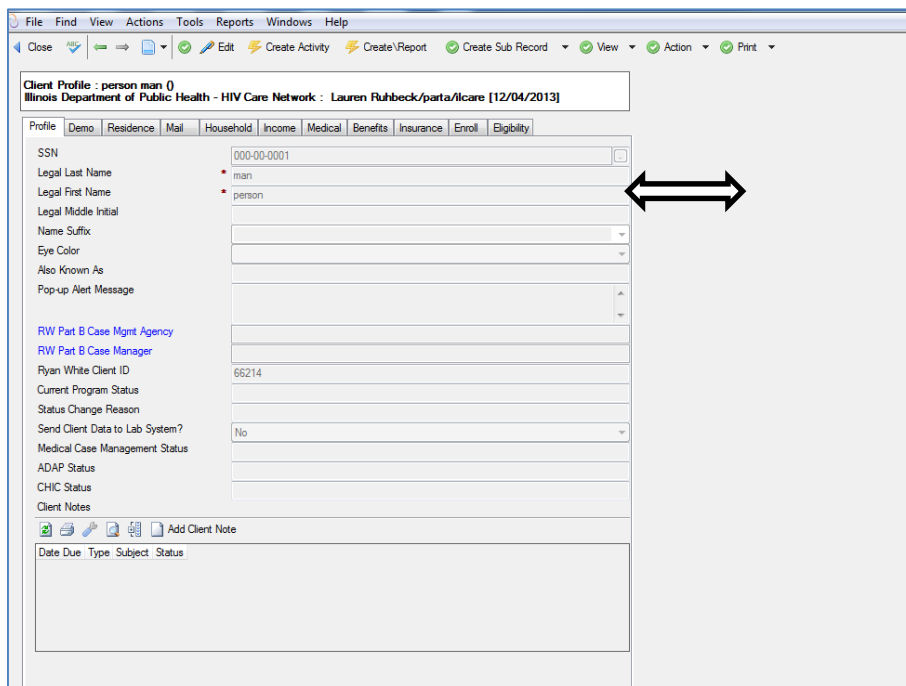 File Find View Actions Tools Reports Windows Help
Close ABC Edit Create Activity Create\Report Create Sub Record View Action Print
Client Profile : person man ()
Illinois Department of Public Health - HIV Care Network : Lauren Ruhbeck/parta/ilcare [12/04/2013]
Profile Demo Residence Mail Household Income Medical Benefits Insurance Enroll Eligibility
SSN 000-00-0001
Legal Last Name * man
Legal First Name * person
Legal Middle Initial
Name Suffix
Eye Color
Also Known As
Pop-up Alert Message
RW Part B Case Mgmt Agency
RW Part B Case Manager
Ryan White Client ID 66214
Current Program Status
Status Change Reason
Send Client Data to Lab System? No
Medical Case Management Status
ADAP Status
CHIC Status
Client Notes
Add Client Note
Date Due Type Subject Status